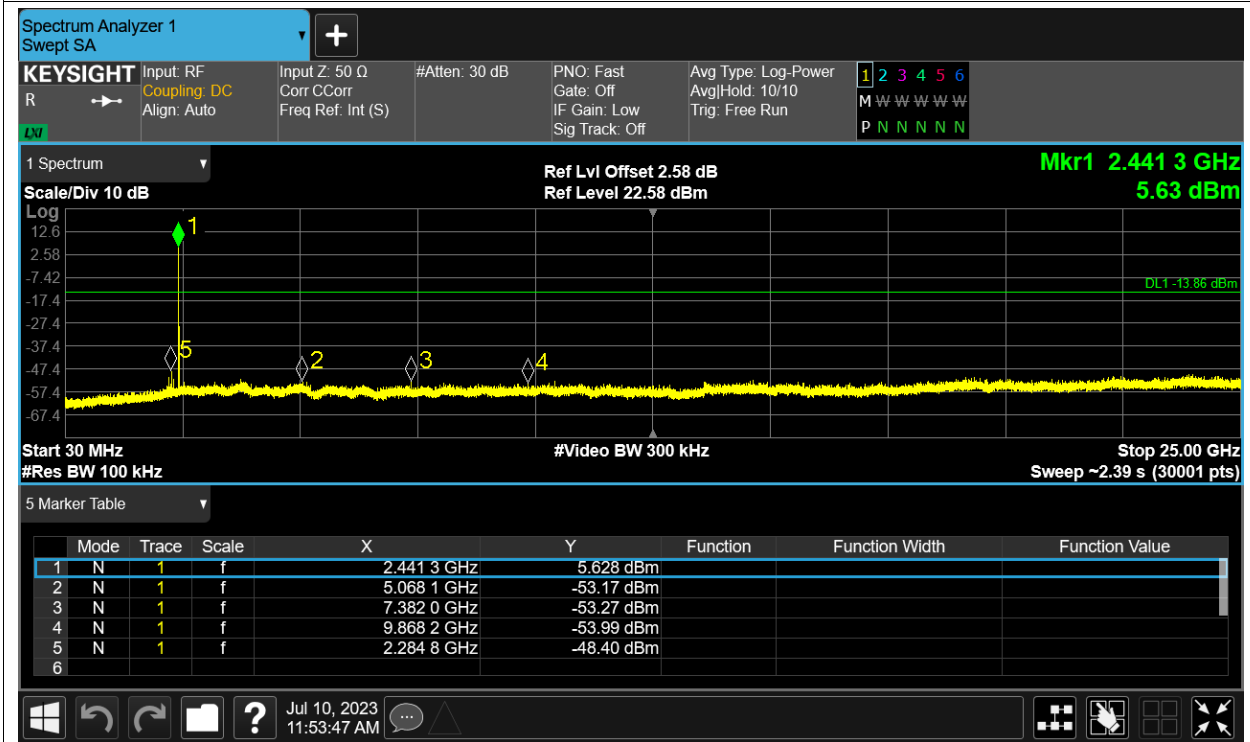 Spectrum Analyzer 1
Swept SA
KEYSIGHT
R
LXI
Input: RF
Coupling: DC
Align: Auto
Input Z: 50 Ω
Corr CCorr
Freq Ref: Int (S)
#Atten: 30 dB
PNO: Fast
Gate: Off
IF Gain: Low
Sig Track: Off
Avg Type: Log-Power
Avg|Hold: 10/10
Trig: Free Run
1 2 3 4 5 6
M W W W W W
P N N N N N
1 Spectrum
Scale/Div 10 dB
Ref Lvl Offset 2.58 dB
Ref Level 22.58 dBm
Mkr1 2.441 3 GHz
5.63 dBm
Log
12.6
2.58
-7.42
-17.4
-27.4
-37.4
-47.4
-57.4
-67.4
1
DL1 -13.86 dBm
5
2
3
4
Start 30 MHz
#Video BW 300 kHz
Stop 25.00 GHz
#Res BW 100 kHz
Sweep ~2.39 s (30001 pts)
5 Marker Table
Mode Trace Scale X Y Function Function Width Function Value
1 N 1 f 2.441 3 GHz 5.628 dBm
2 N 1 f 5.068 1 GHz -53.17 dBm
3 N 1 f 7.382 0 GHz -53.27 dBm
4 N 1 f 9.868 2 GHz -53.99 dBm
5 N 1 f 2.284 8 GHz -48.40 dBm
6
?
Jul 10, 2023
11:53:47 AM